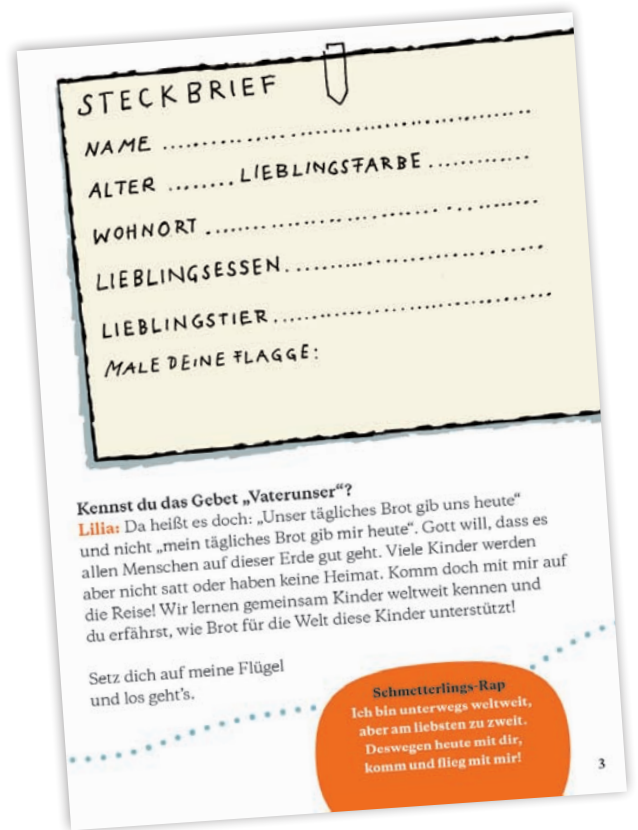 STECKBRIEF
NAME ..........................................
ALTER ........ LIEBLINGSFARBE ............
WOHNORT ..........................................
LIEBLINGSESSEN ..............................
LIEBLINGSTIER ................................
MALE DEINE FLAGGE:
Kennst du das Gebet „Vaterunser“?
Lilia: Da heißt es doch: „Unser tägliches Brot gib uns heute“
und nicht „mein tägliches Brot gib mir heute“. Gott will, dass es
allen Menschen auf dieser Erde gut geht. Viele Kinder werden
aber nicht satt oder haben keine Heimat. Komm doch mit mir auf
die Reise! Wir lernen gemeinsam Kinder weltweit kennen und
du erfährst, wie Brot für die Welt diese Kinder unterstützt!
Setz dich auf meine Flügel
und los geht’s.
Schmetterlings-Rap
Ich bin unterwegs weltweit,
aber am liebsten zu zweit.
Deswegen heute mit dir,
komm und flieg mit mir!
3